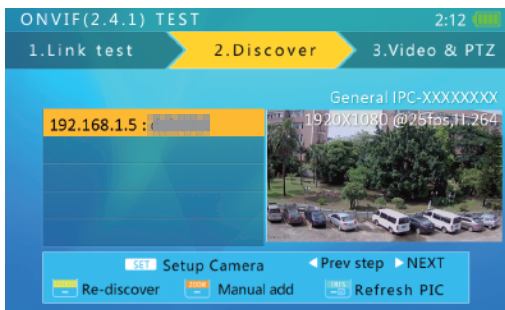 ONVIF(2.4.1) TEST 2:12
1.Link test 2.Discover 3.Video & PTZ
General IPC-XXXXXXXX
1920X1080 @25fps,H.264
192.168.1.5 :
SET Setup Camera Prev step NEXT
Re-discover ZOOM Manual add Refresh PIC